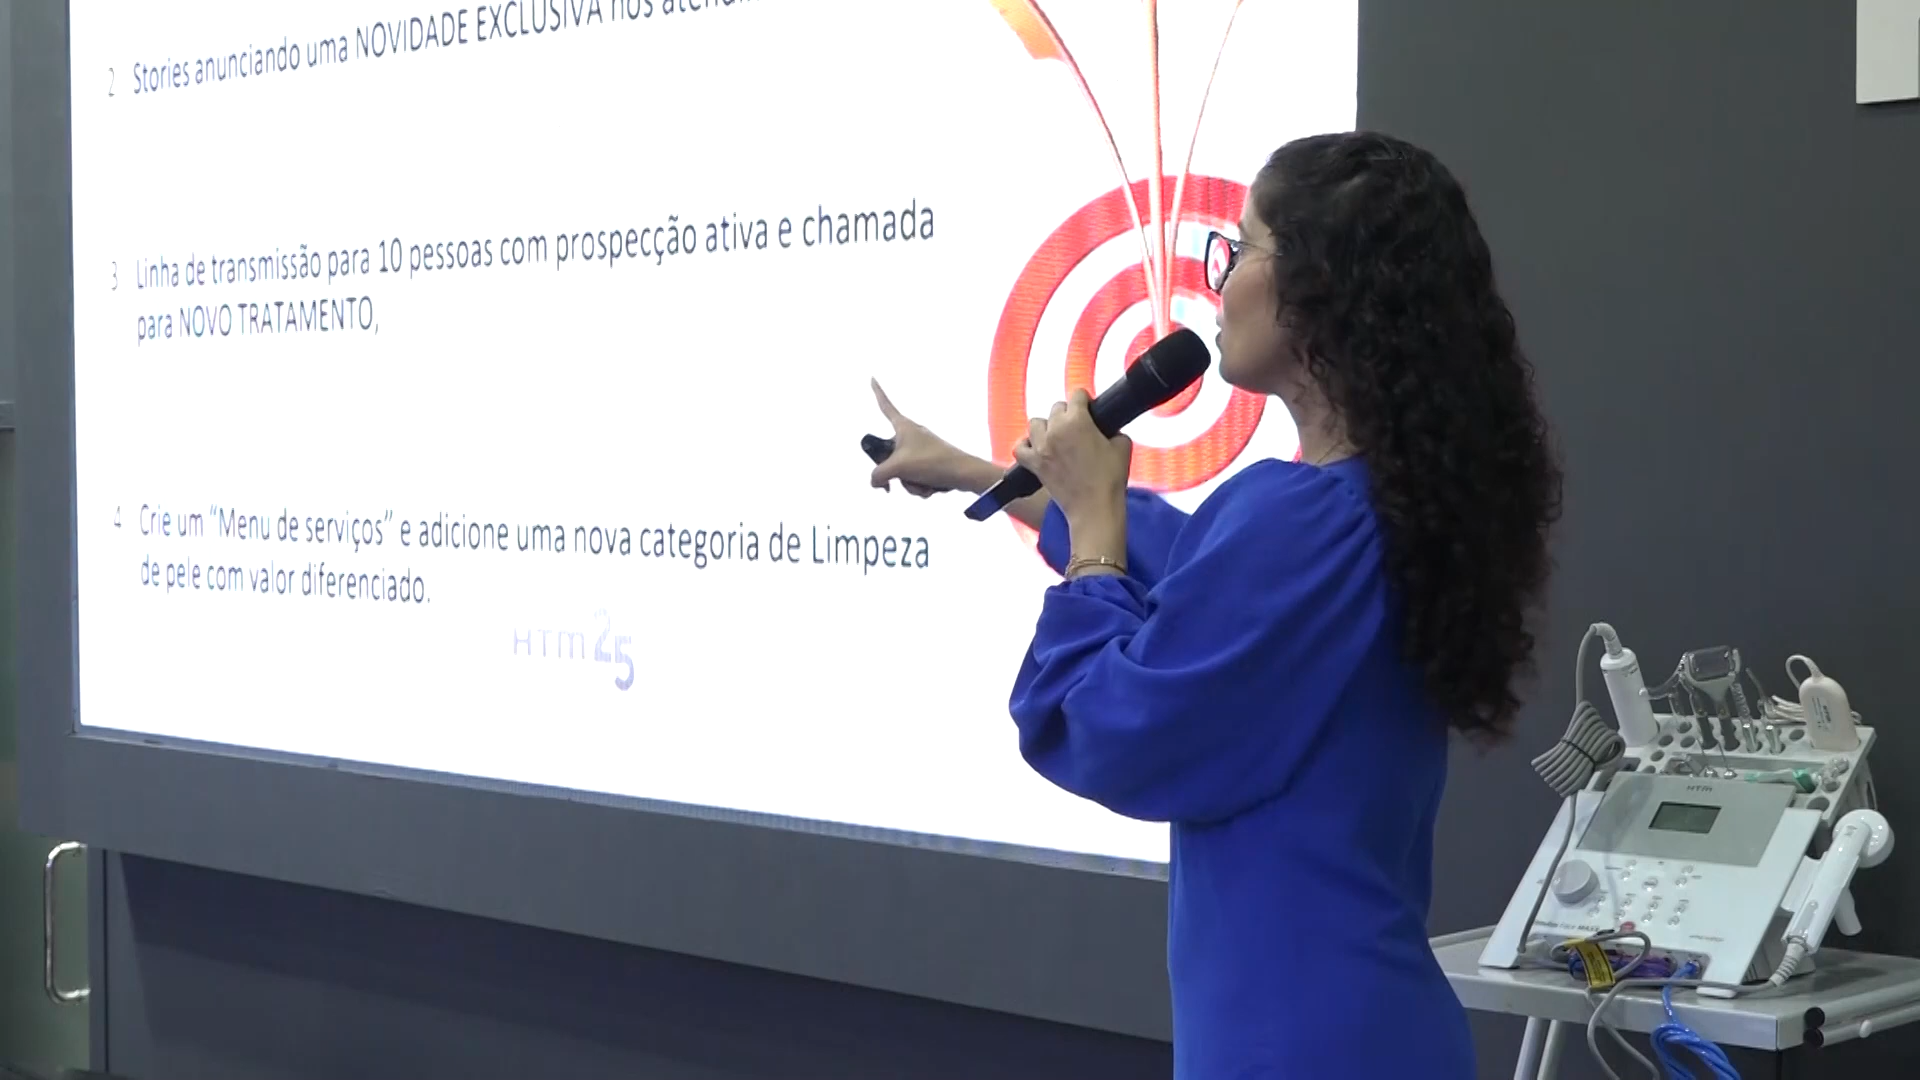 2 Stories anunciando uma NOVIDADE EXCLUSIVA nos
3 Linha de transmissão para 10 pessoas com prospecção ativa e chamada
para NOVO TRATAMENTO,
4 Crie um “Menu de serviços” e adicione uma nova categoria de Limpeza
de pele com valor diferenciado.
HTM 25
HTM